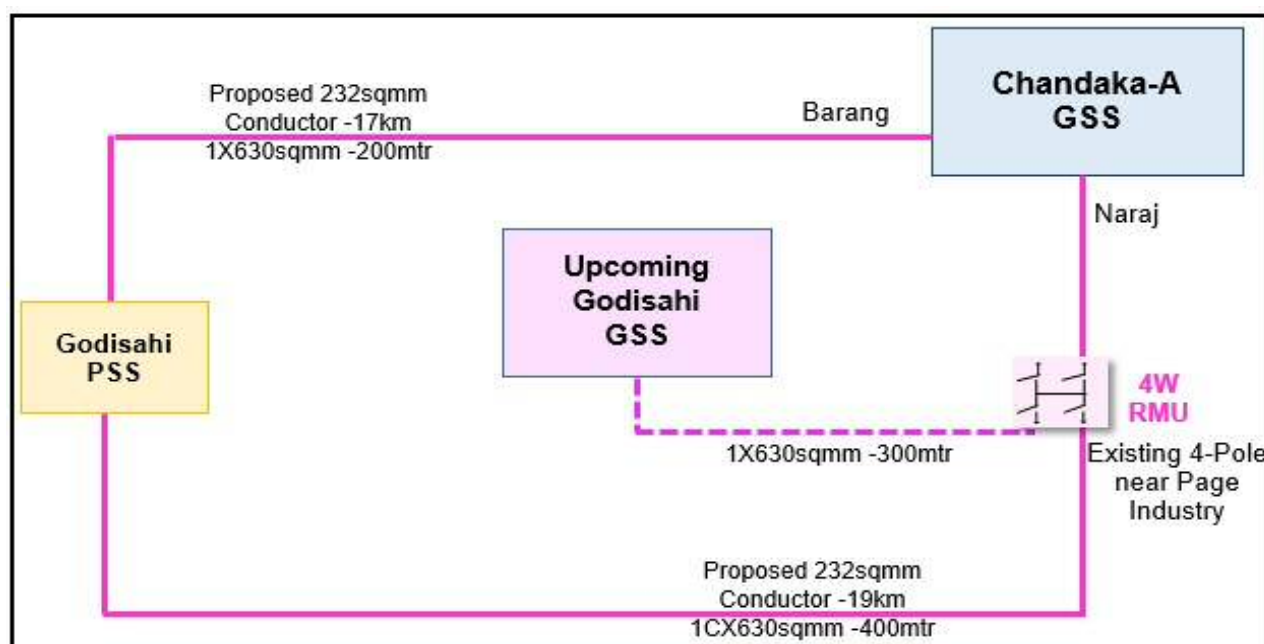 Proposed 232sqmm
Conductor -17km
1X630sqmm -200mtr
Barang
Chandaka-A
GSS
Naraj
Upcoming
Godisahi
GSS
Godisahi
PSS
4W
RMU
1X630sqmm -300mtr
Existing 4-Pole
near Page
Industry
Proposed 232sqmm
Conductor -19km
1CX630sqmm -400mtr